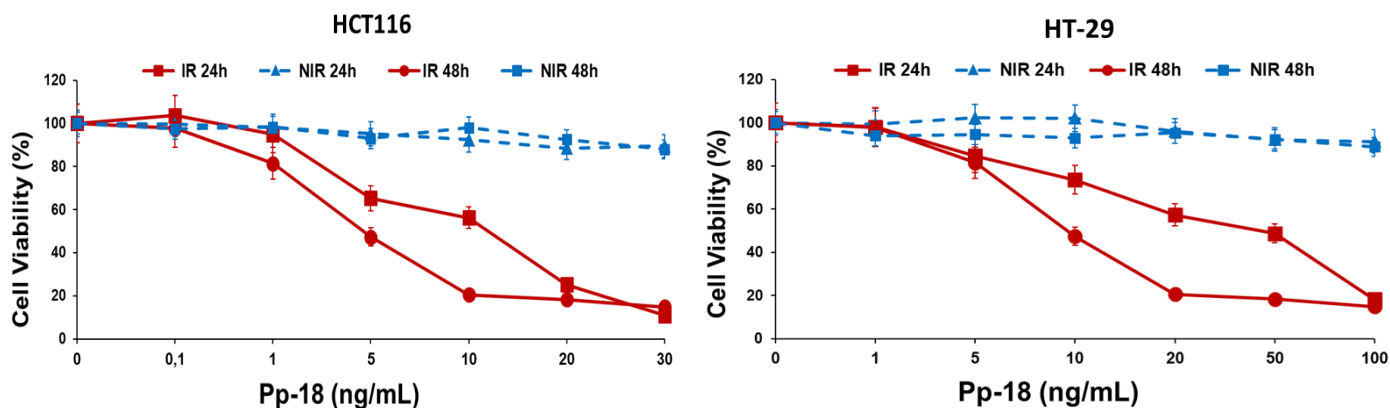 HCT116
IR 24h NIR 24h IR 48h NIR 48h
120
100
80
60
40
20
0
0 0,1 1 5 10 20 30
Cell Viability (%)
Pp-18 (ng/mL)
HT-29
IR 24h NIR 24h IR 48h NIR 48h
120
100
80
60
40
20
0
0 1 5 10 20 50 100
Cell Viability (%)
Pp-18 (ng/mL)